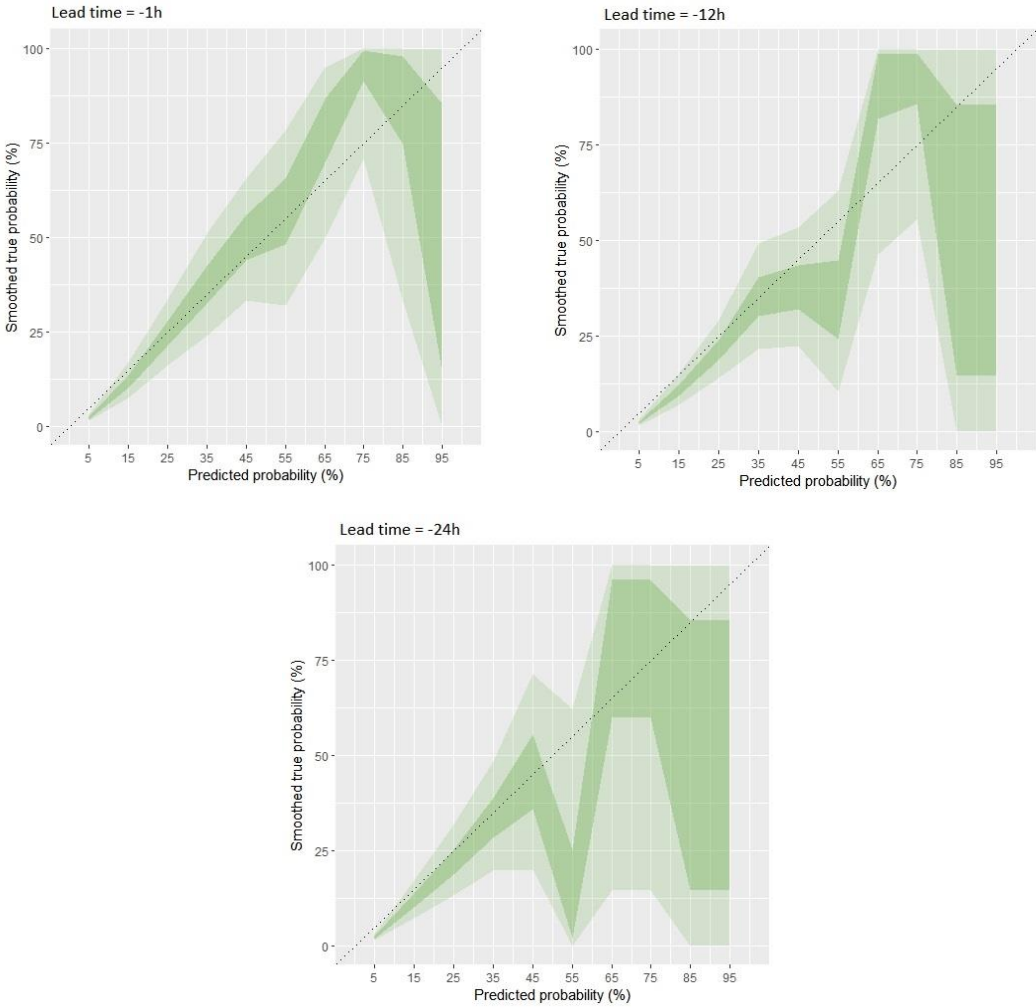 Lead time = -1h
100
75
50
25
0
Smoothed true probability (%)
5 15 25 35 45 55 65 75 85 95
Predicted probability (%)
Lead time = -12h
100
75
50
25
0
Smoothed true probability (%)
5 15 25 35 45 55 65 75 85 95
Predicted probability (%)
Lead time = -24h
100
75
50
25
0
Smoothed true probability (%)
5 15 25 35 45 55 65 75 85 95
Predicted probability (%)